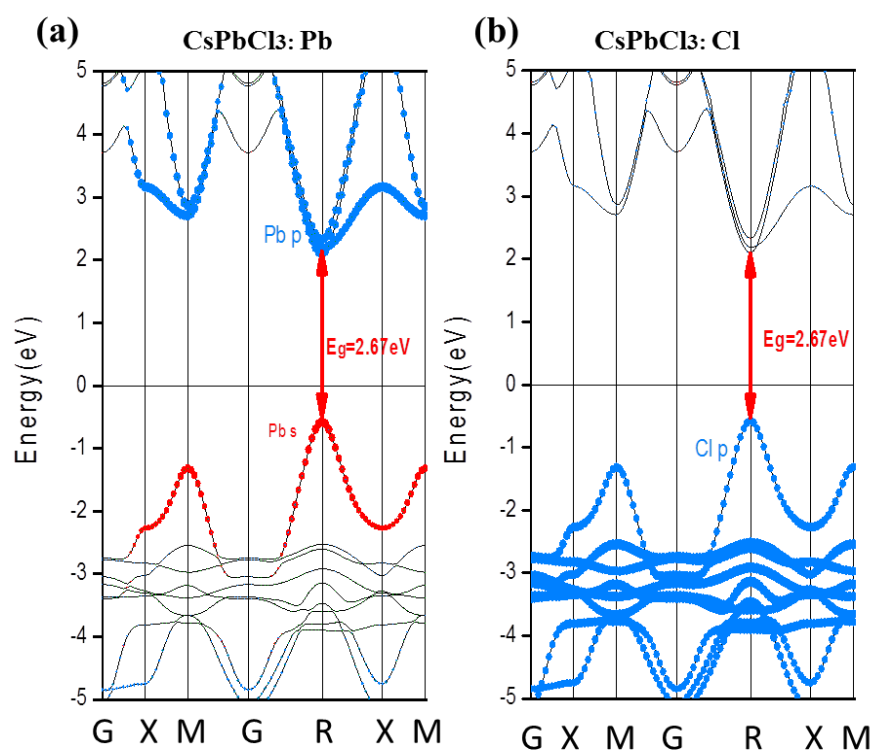 (a)
CsPbCl3: Pb
5
4
3
2
1
0
-1
-2
-3
-4
-5
Energy(eV)
Pb p
Eg=2.67eV
Pb s
G X M G R X M
(b)
CsPbCl3: Cl
5
4
3
2
1
0
-1
-2
-3
-4
-5
Energy(eV)
Eg=2.67eV
Cl p
G X M G R X M